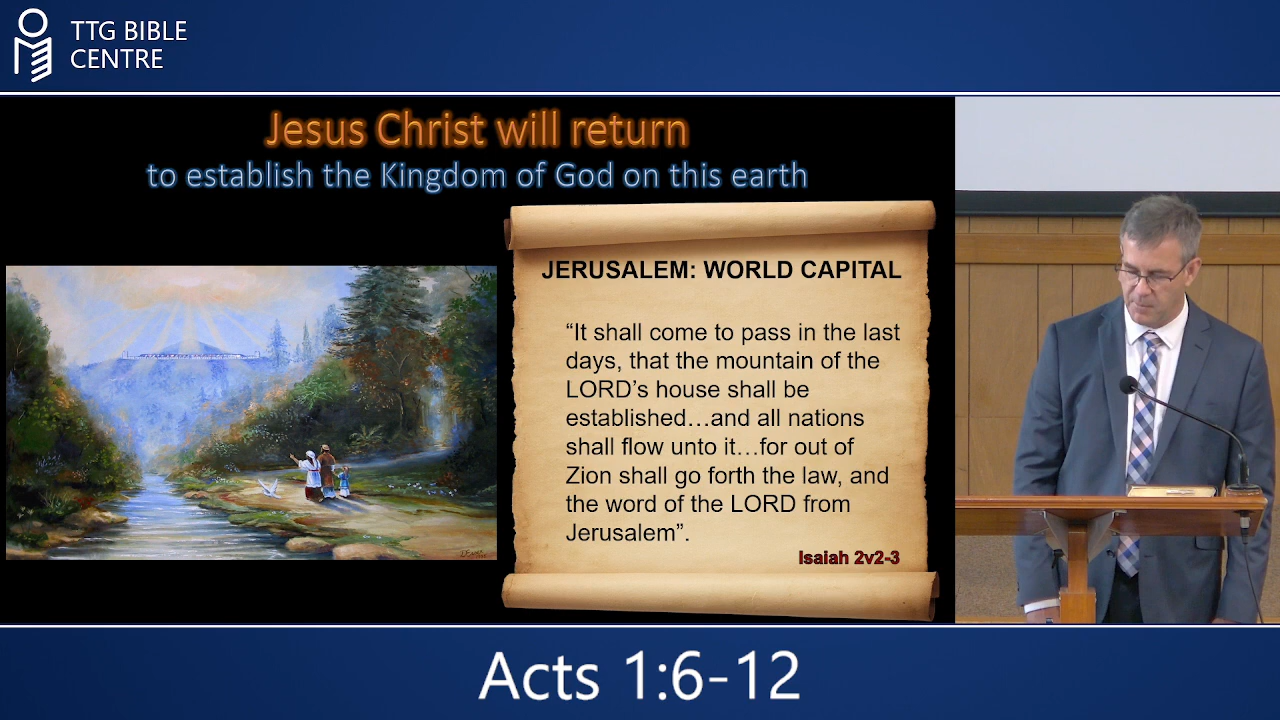 TTG BIBLE
CENTRE
Jesus Christ will return
to establish the Kingdom of God on this earth
JERUSALEM: WORLD CAPITAL
“It shall come to pass in the last
days, that the mountain of the
LORD’s house shall be
established…and all nations
shall flow unto it…for out of
Zion shall go forth the law, and
the word of the LORD from
Jerusalem”.
Isaiah 2v2-3
Acts 1:6-12